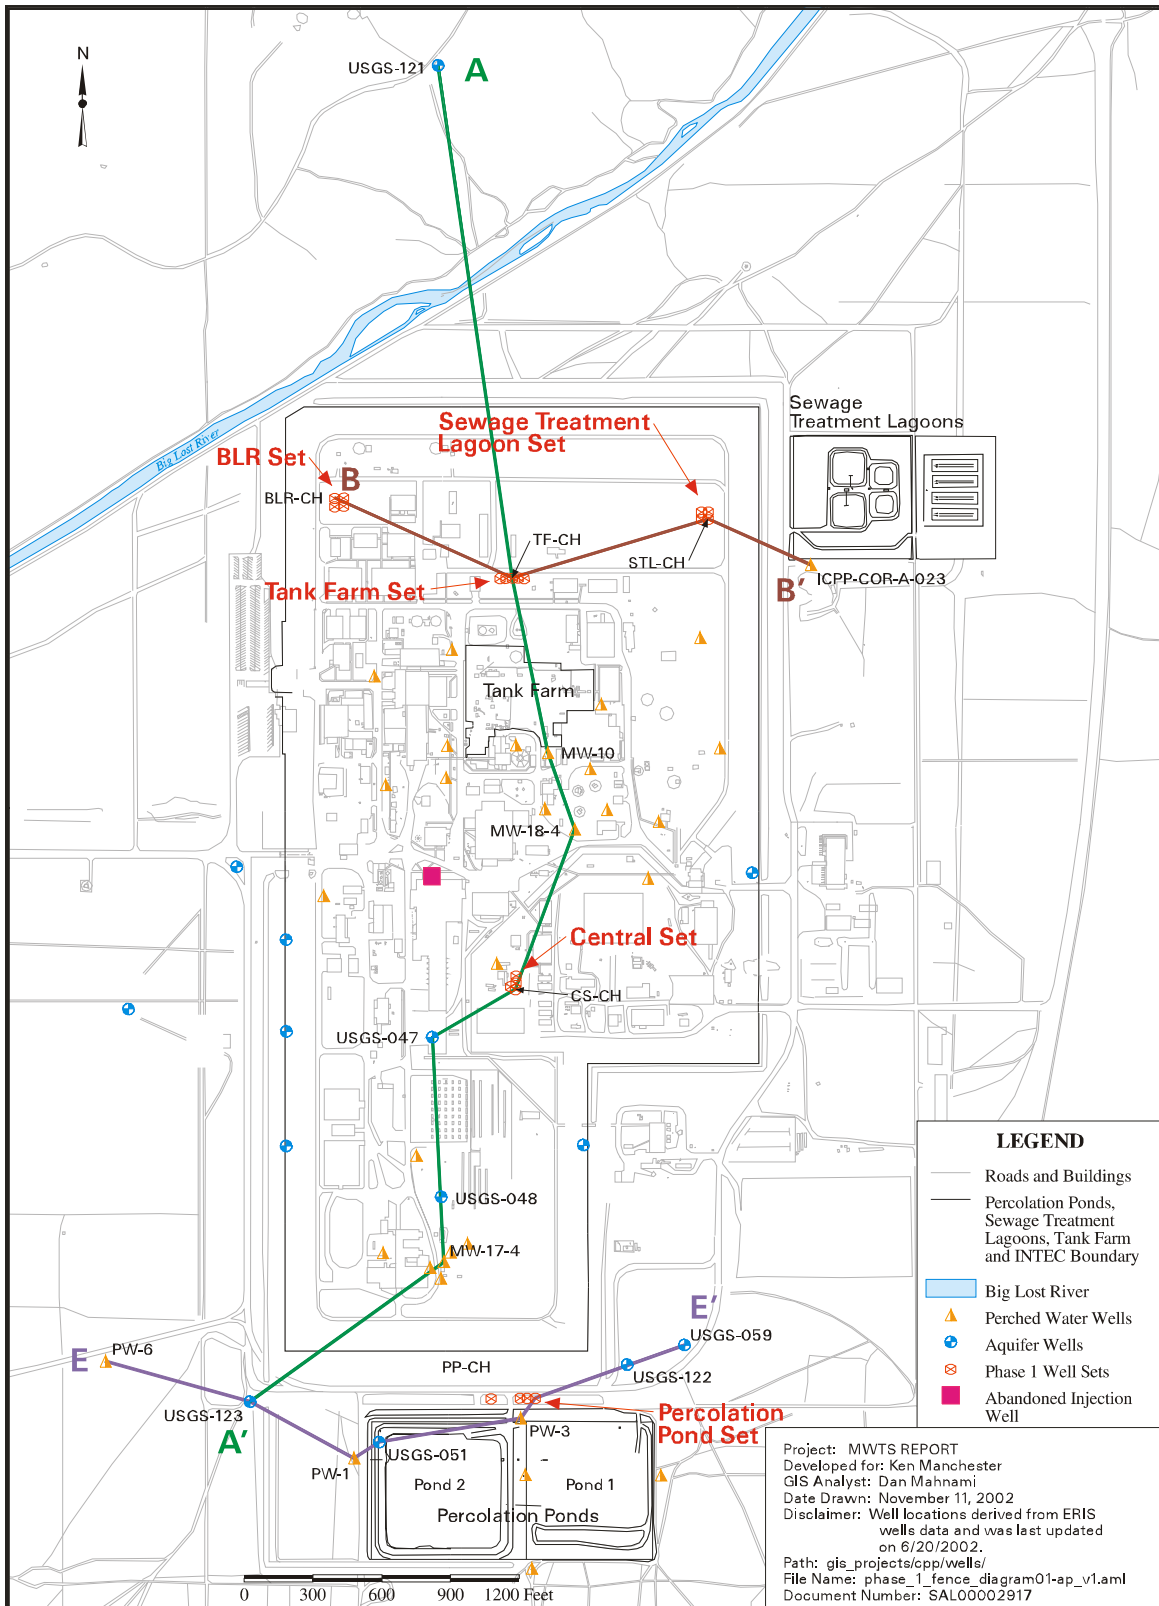 N
USGS-121
A
Big Lost River
Sewage
Treatment Lagoons
Sewage Treatment
Lagoon Set
BLR Set
B
BLR-CH
TF-CH
STL-CH
Tank Farm Set
B'
ICPP-COR-A-023
Tank Farm
MW-10
MW-18-4
Central Set
CS-CH
USGS-047
USGS-048
MW-17-4
E'
USGS-059
PW-6
E
PP-CH
USGS-122
USGS-123
A'
Percolation
Pond Set
PW-3
USGS-051
PW-1
Pond 2
Pond 1
Percolation Ponds
0 300 600 900 1200 Feet
LEGEND
Roads and Buildings
Percolation Ponds,
Sewage Treatment
Lagoons, Tank Farm
and INTEC Boundary
Big Lost River
Perched Water Wells
Aquifer Wells
Phase 1 Well Sets
Abandoned Injection
Well
Project: MWTS REPORT
Developed for: Ken Manchester
GIS Analyst: Dan Mahnami
Date Drawn: November 11, 2002
Disclaimer: Well locations derived from ERIS
wells data and was last updated
on 6/20/2002.
Path: gis_projects/cpp/wells/
File Name: phase_1_fence_diagram01-ap_v1.aml
Document Number: SAL00002917